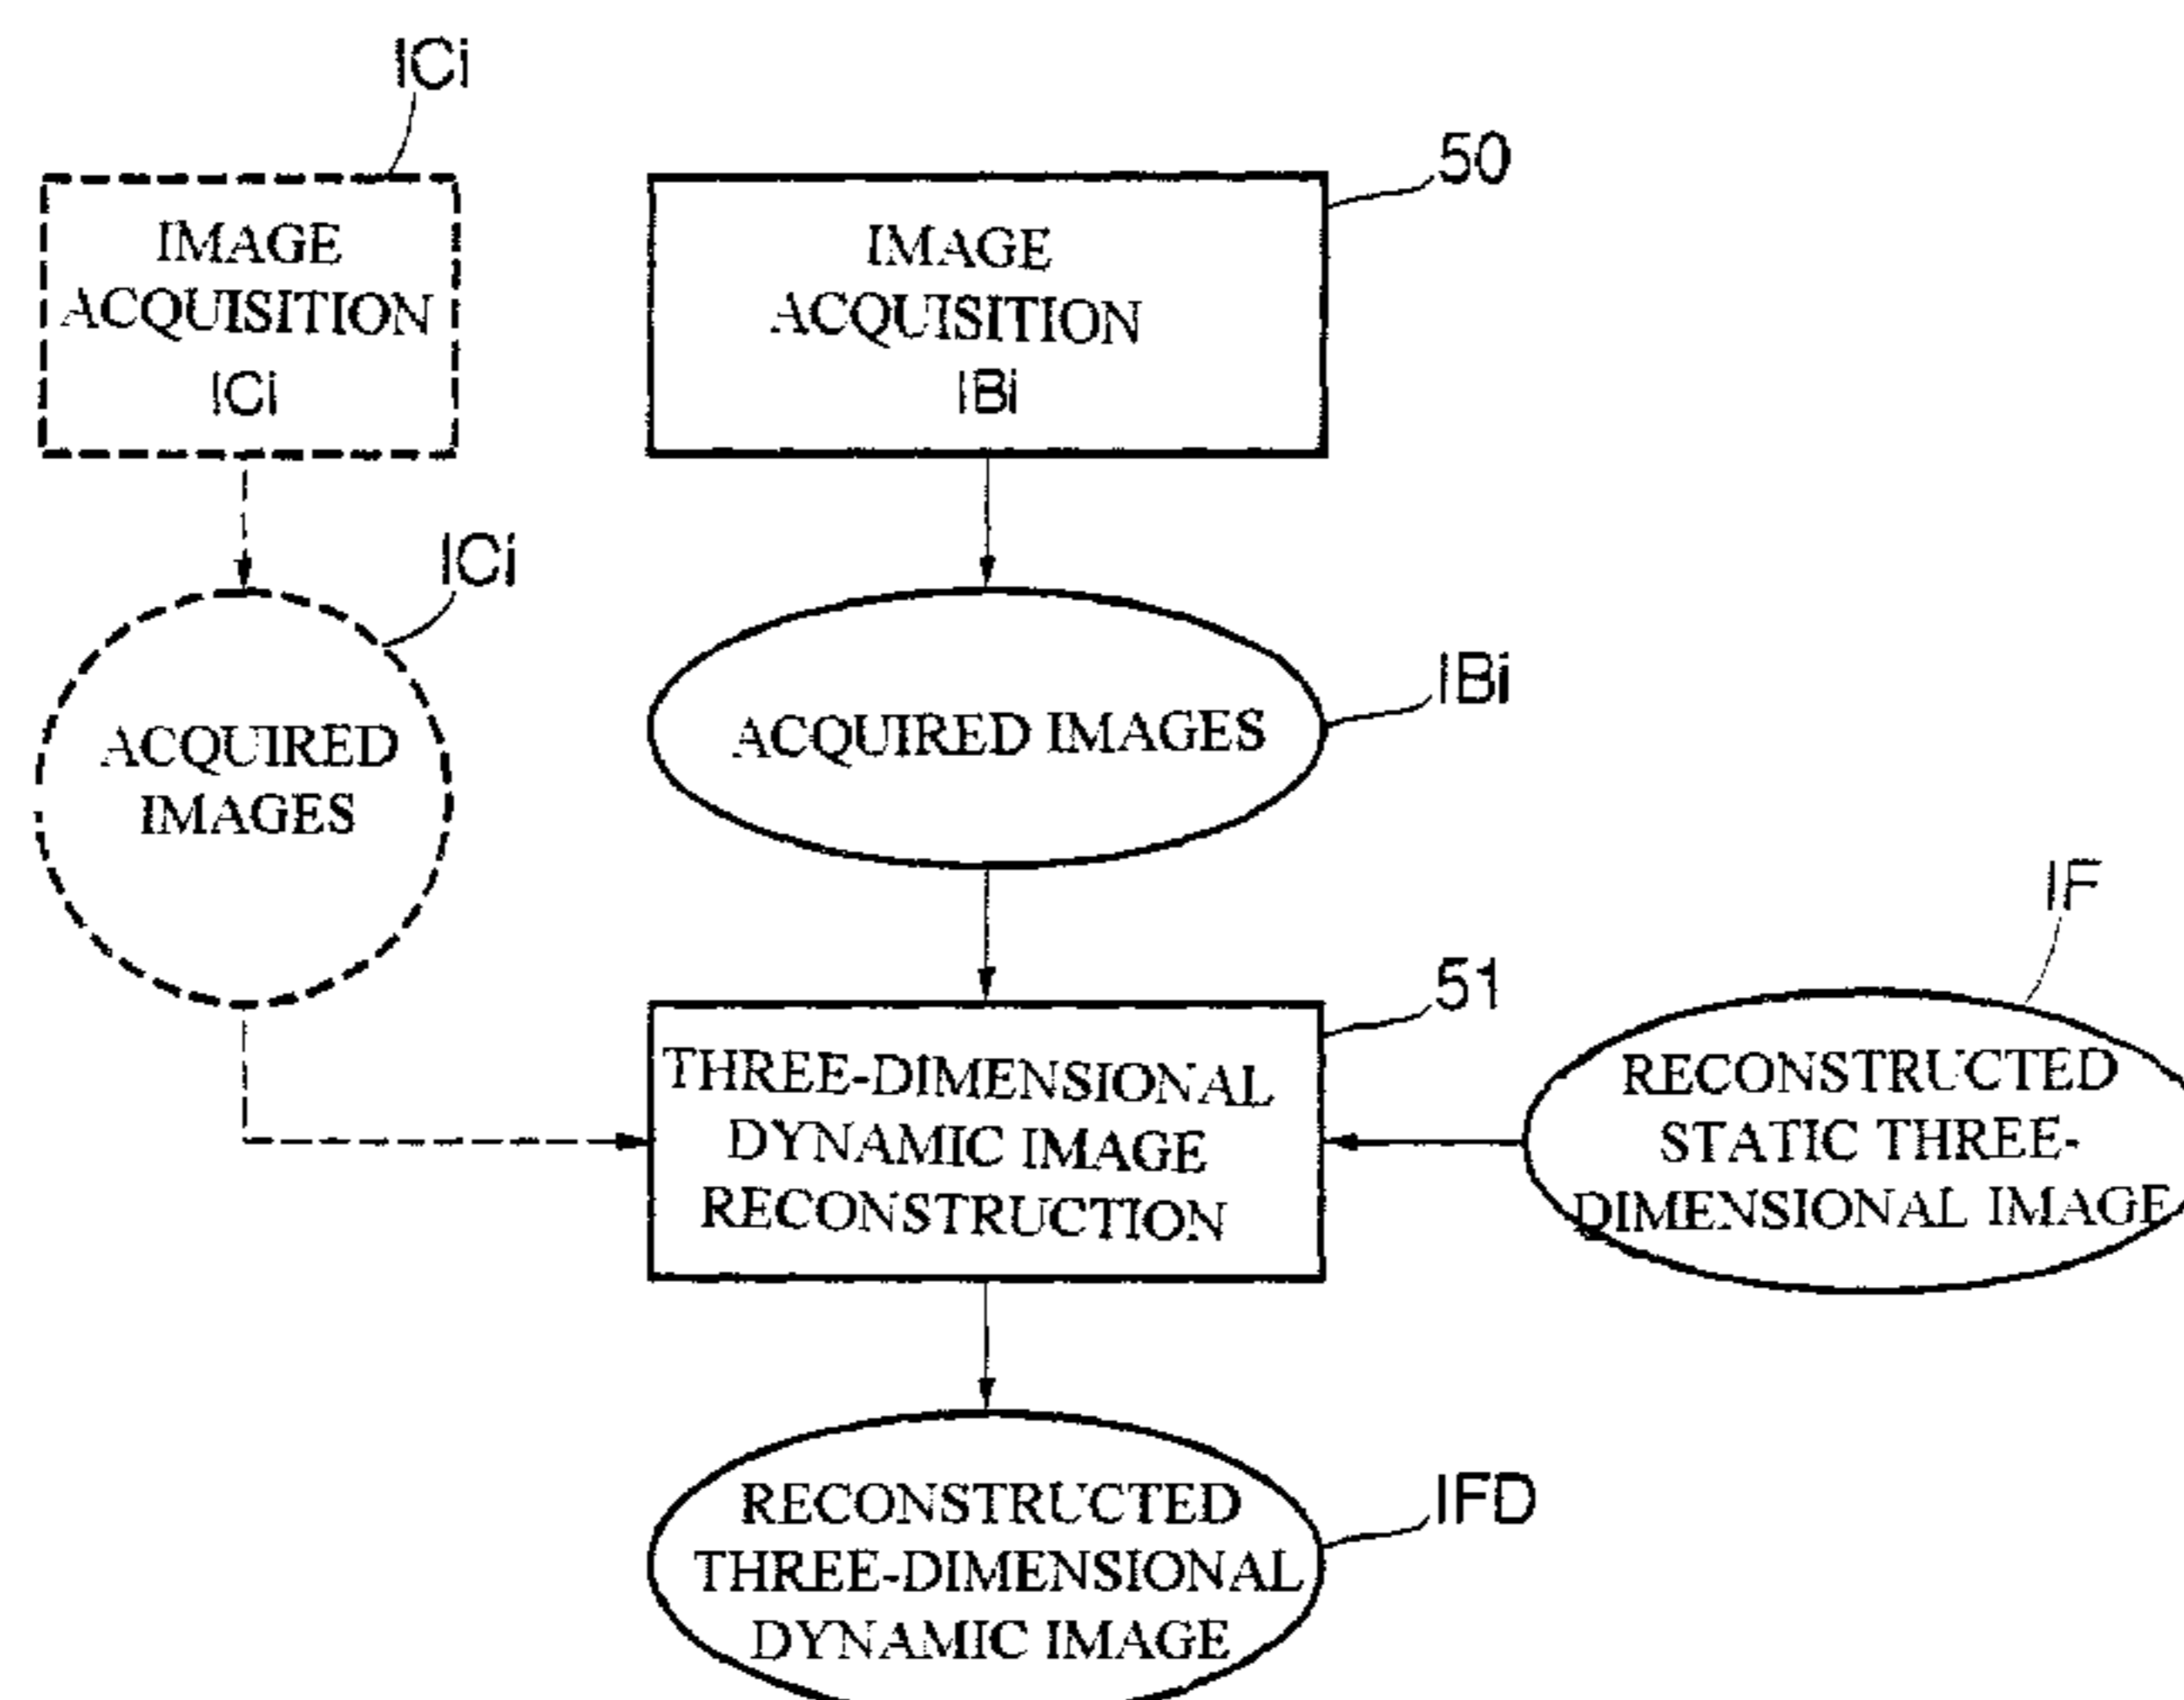 ICi
IMAGE
ACQUISITION
ICi
50
IMAGE
ACQUISITION
IBi
ICi
ACQUIRED
IMAGES
IBi
ACQUIRED IMAGES
51
THREE-DIMENSIONAL
DYNAMIC IMAGE
RECONSTRUCTION
IF
RECONSTRUCTED
STATIC THREE-
DIMENSIONAL IMAGE
IFD
RECONSTRUCTED
THREE-DIMENSIONAL
DYNAMIC IMAGE